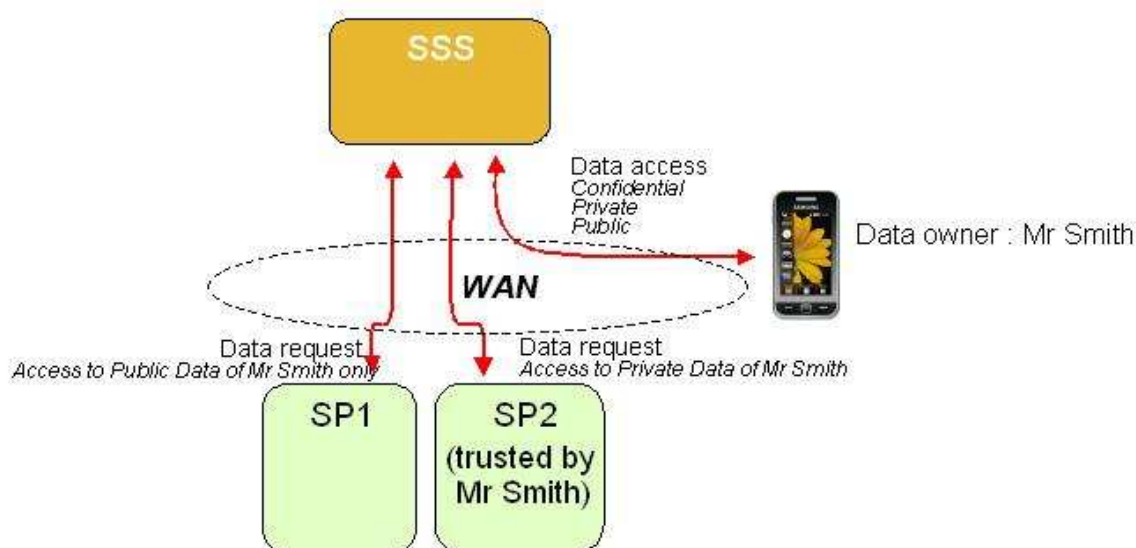 SSS
Data access
Confidential
Private
Public
SAMSUNG
Data owner : Mr Smith
WAN
Data request
Access to Public Data of Mr Smith only
Data request
Access to Private Data of Mr Smith
SP1
SP2
(trusted by
Mr Smith)